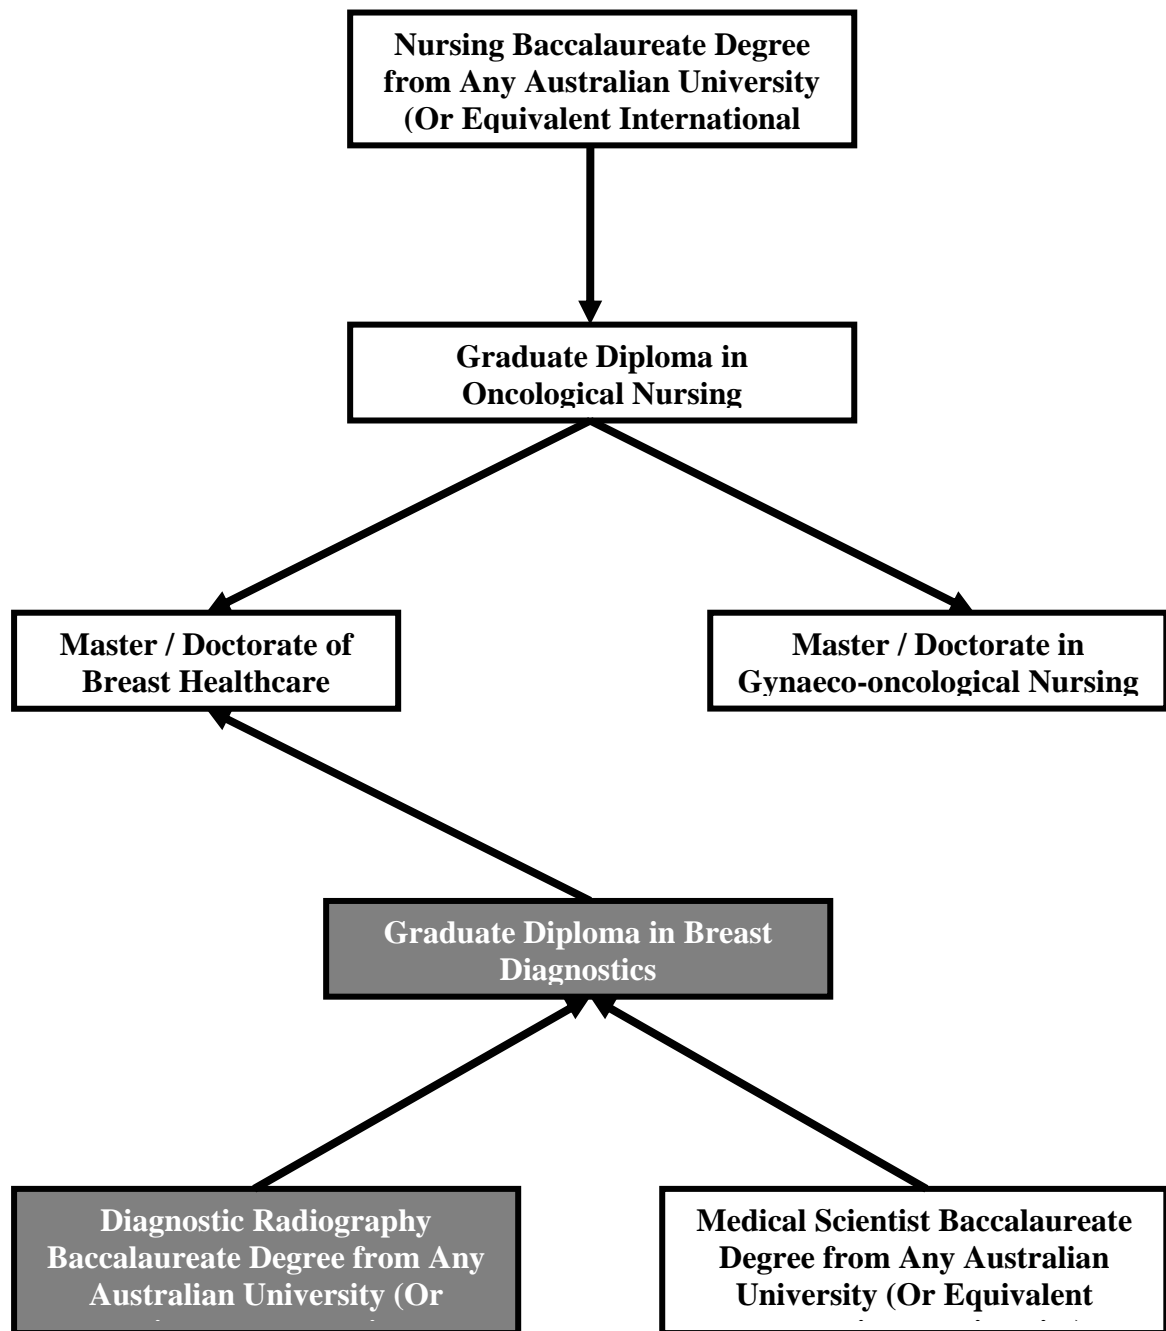 Nursing Baccalaureate Degree
from Any Australian University
(Or Equivalent International
Graduate Diploma in
Oncological Nursing
Master / Doctorate of
Breast Healthcare
Master / Doctorate in
Gynaeco-oncological Nursing
Graduate Diploma in Breast
Diagnostics
Diagnostic Radiography
Baccalaureate Degree from Any
Australian University (Or
Medical Scientist Baccalaureate
Degree from Any Australian
University (Or Equivalent